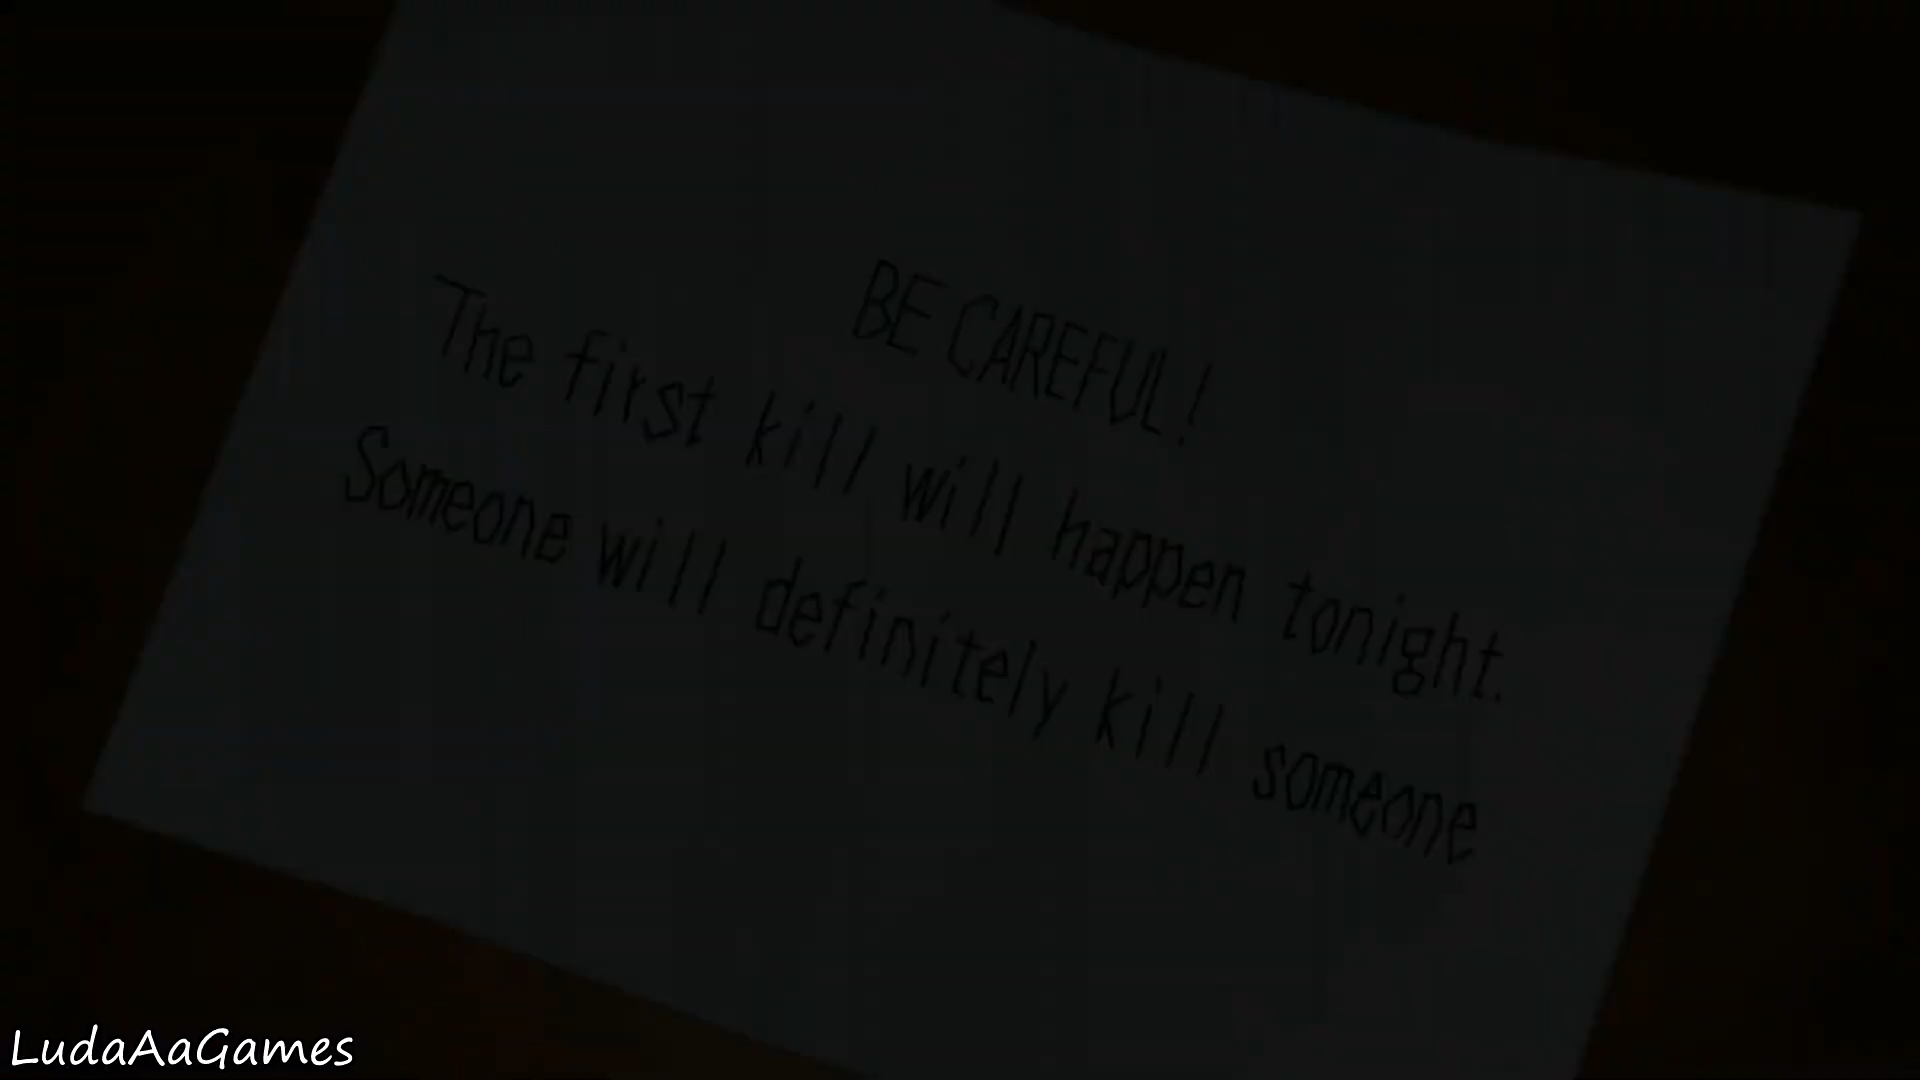 BE CAREFUL!
The first kill will happen tonight.
Someone will definitely kill someone
LudaAaGames